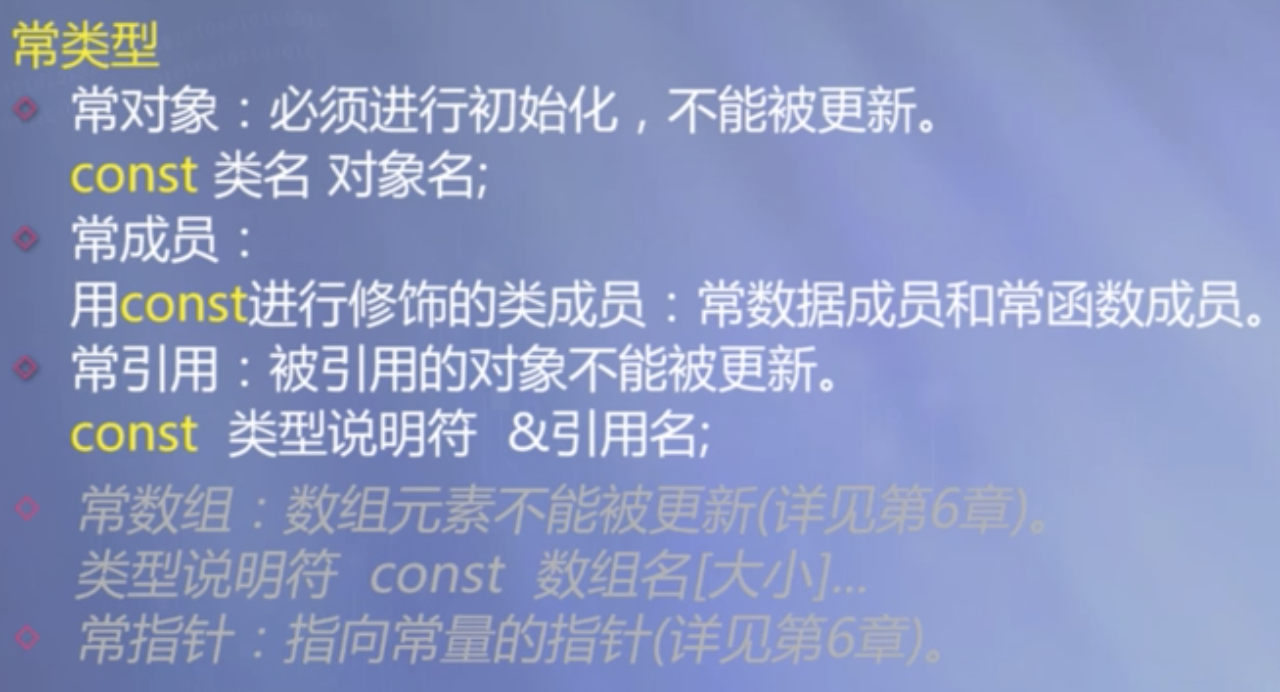 常类型
常对象：必须进行初始化，不能被更新。
const 类名 对象名;
常成员：
用const进行修饰的类成员：常数据成员和常函数成员。
常引用：被引用的对象不能被更新。
const 类型说明符 &引用名;
常数组：数组元素不能被更新(详见第6章)。
类型说明符 const 数组名[大小]...
常指针：指向常量的指针(详见第6章)。